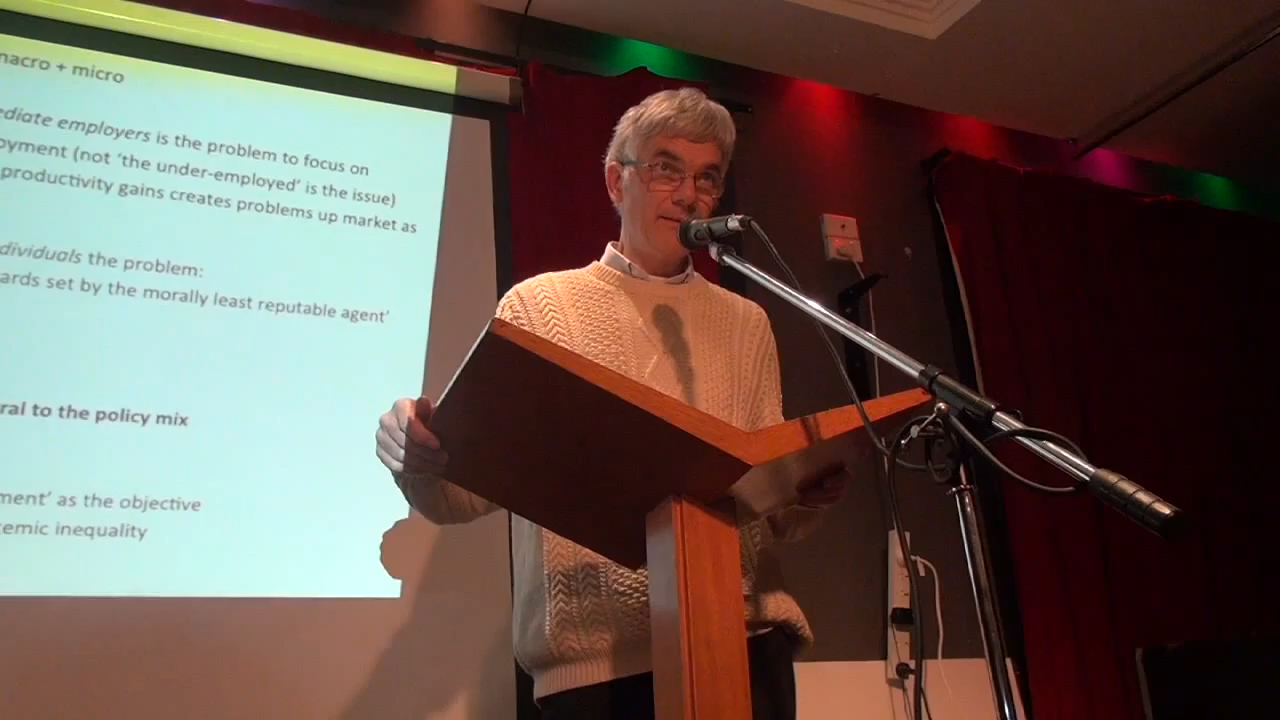 macro + micro
ediate employers is the problem to focus on
oyment (not 'the under-employed' is the issue)
productivity gains creates problems up market as
dividuals the problem:
ards set by the morally least reputable agent'
ral to the policy mix
ment' as the objective
temic inequality